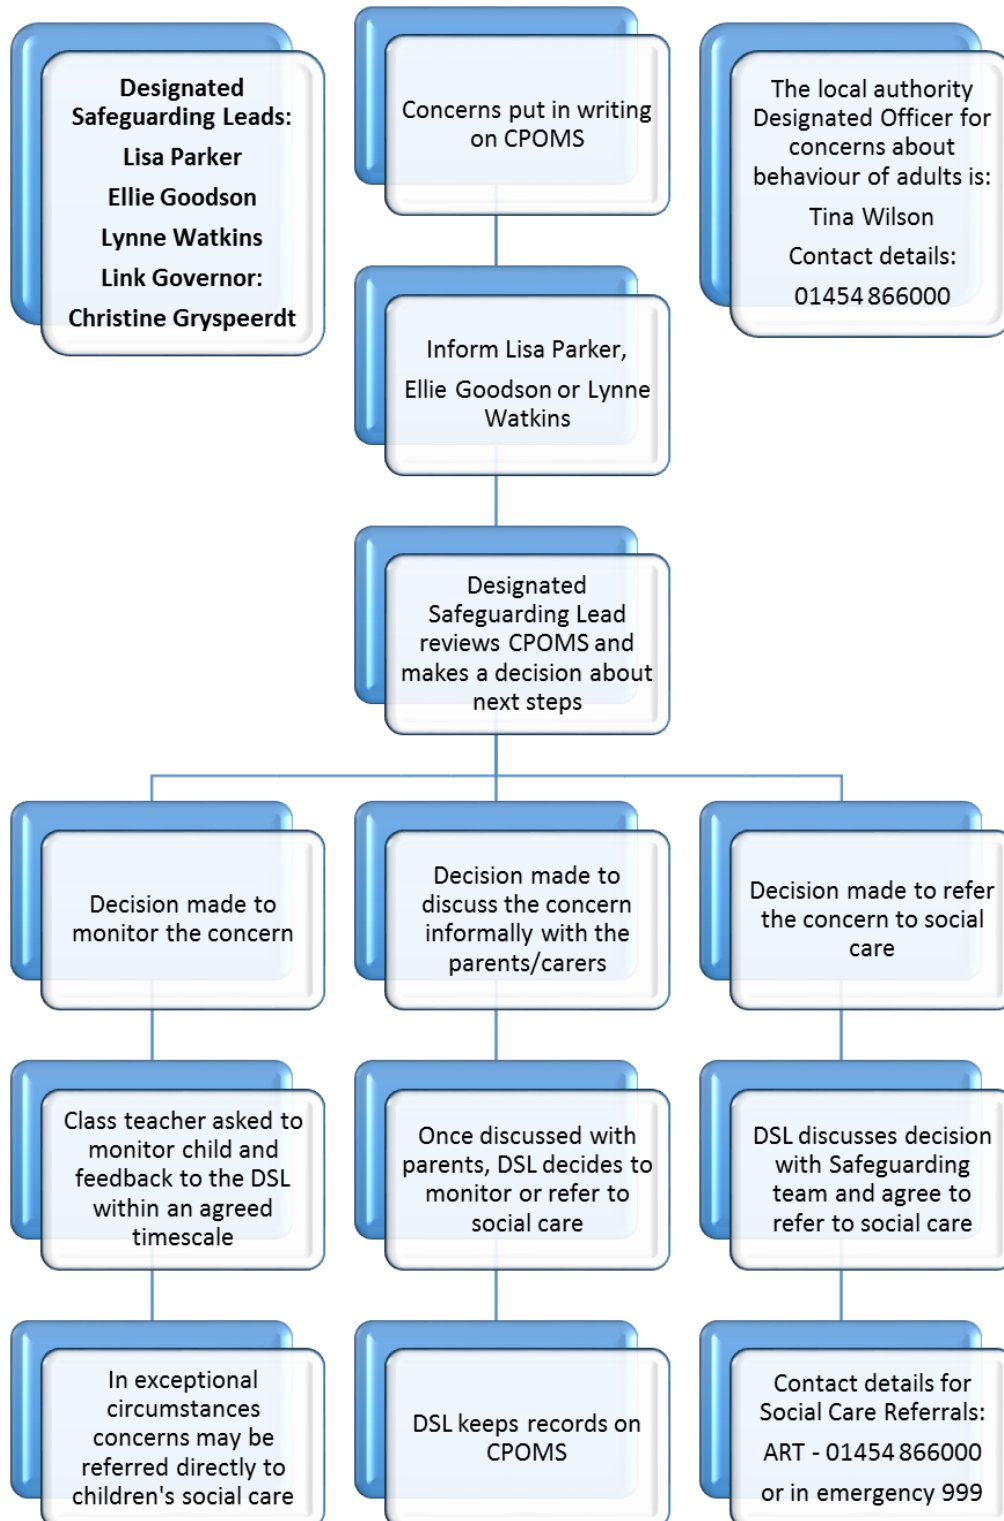 Designated
Safeguarding Leads:
Lisa Parker
Ellie Goodson
Lynne Watkins
Link Governor:
Christine Gryspeerdt
Concerns put in writing
on CPOMS
The local authority
Designated Officer for
concerns about
behaviour of adults is:
Tina Wilson
Contact details:
01454 866000
Inform Lisa Parker,
Ellie Goodson or Lynne
Watkins
Designated
Safeguarding Lead
reviews CPOMS and
makes a decision about
next steps
Decision made to
monitor the concern
Decision made to
discuss the concern
informally with the
parents/carers
Decision made to refer
the concern to social
care
Class teacher asked to
monitor child and
feedback to the DSL
within an agreed
timescale
Once discussed with
parents, DSL decides to
monitor or refer to
social care
DSL discusses decision
with Safeguarding
team and agree to
refer to social care
In exceptional
circumstances
concerns may be
referred directly to
children's social care
DSL keeps records on
CPOMS
Contact details for
Social Care Referrals:
ART - 01454 866000
or in emergency 999